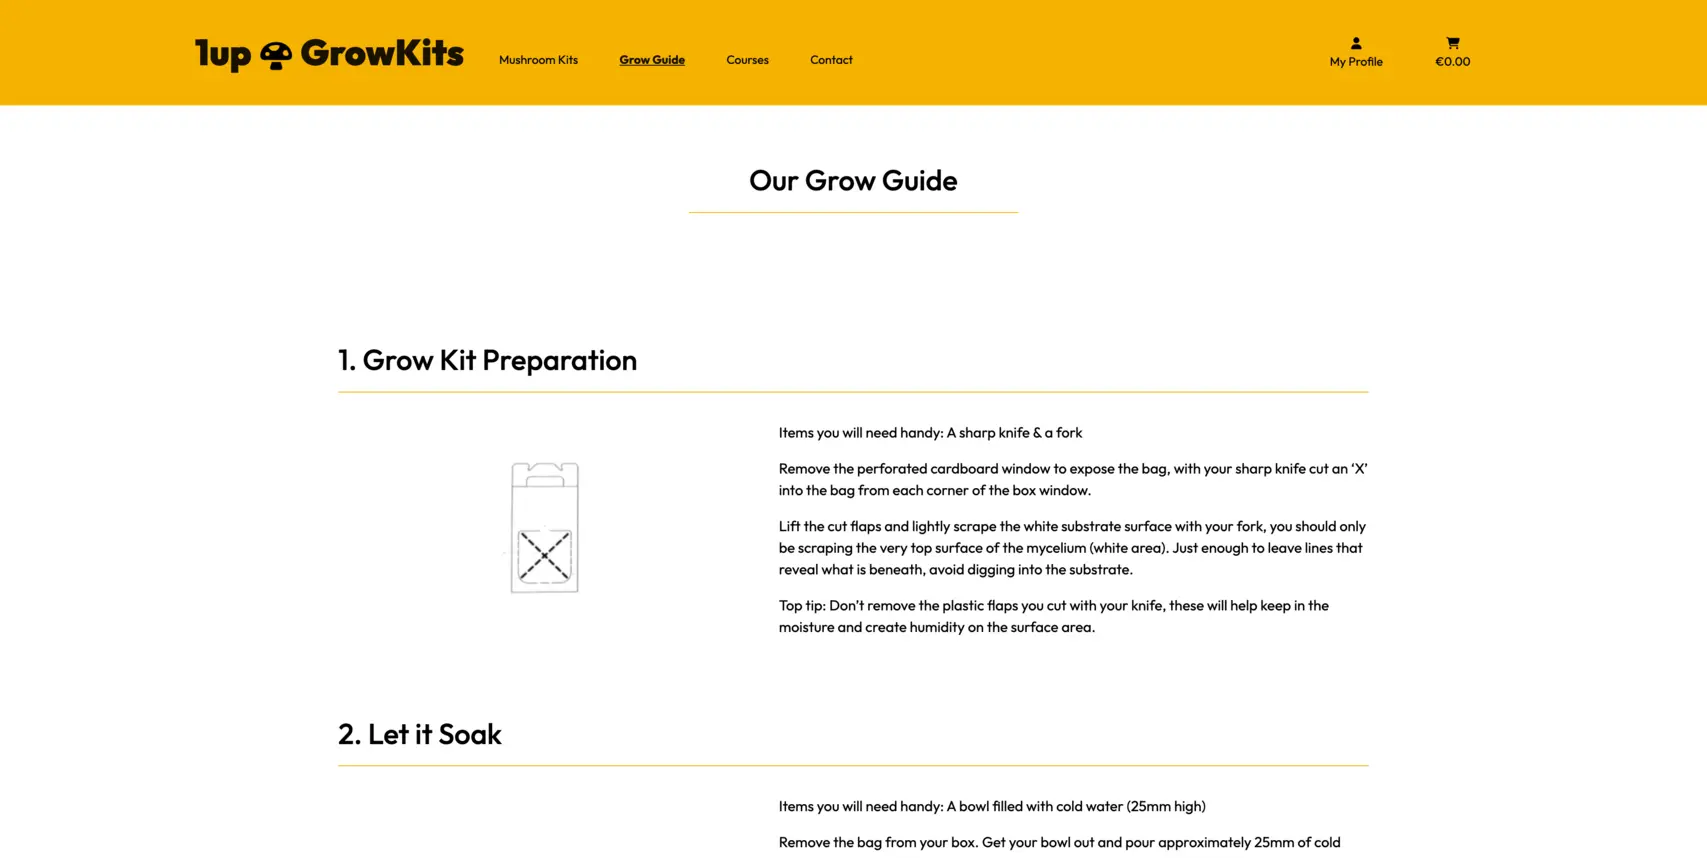 1up GrowKits
Mushroom Kits
Grow Guide
Courses
Contact
My Profile
€0.00
Our Grow Guide
1. Grow Kit Preparation
Items you will need handy: A sharp knife & a fork
Remove the perforated cardboard window to expose the bag, with your sharp knife cut an ‘X’
into the bag from each corner of the box window.
Lift the cut flaps and lightly scrape the white substrate surface with your fork, you should only
be scraping the very top surface of the mycelium (white area). Just enough to leave lines that
reveal what is beneath, avoid digging into the substrate.
Top tip: Don’t remove the plastic flaps you cut with your knife, these will help keep in the
moisture and create humidity on the surface area.
2. Let it Soak
Items you will need handy: A bowl filled with cold water (25mm high)
Remove the bag from your box. Get your bowl out and pour approximately 25mm of cold